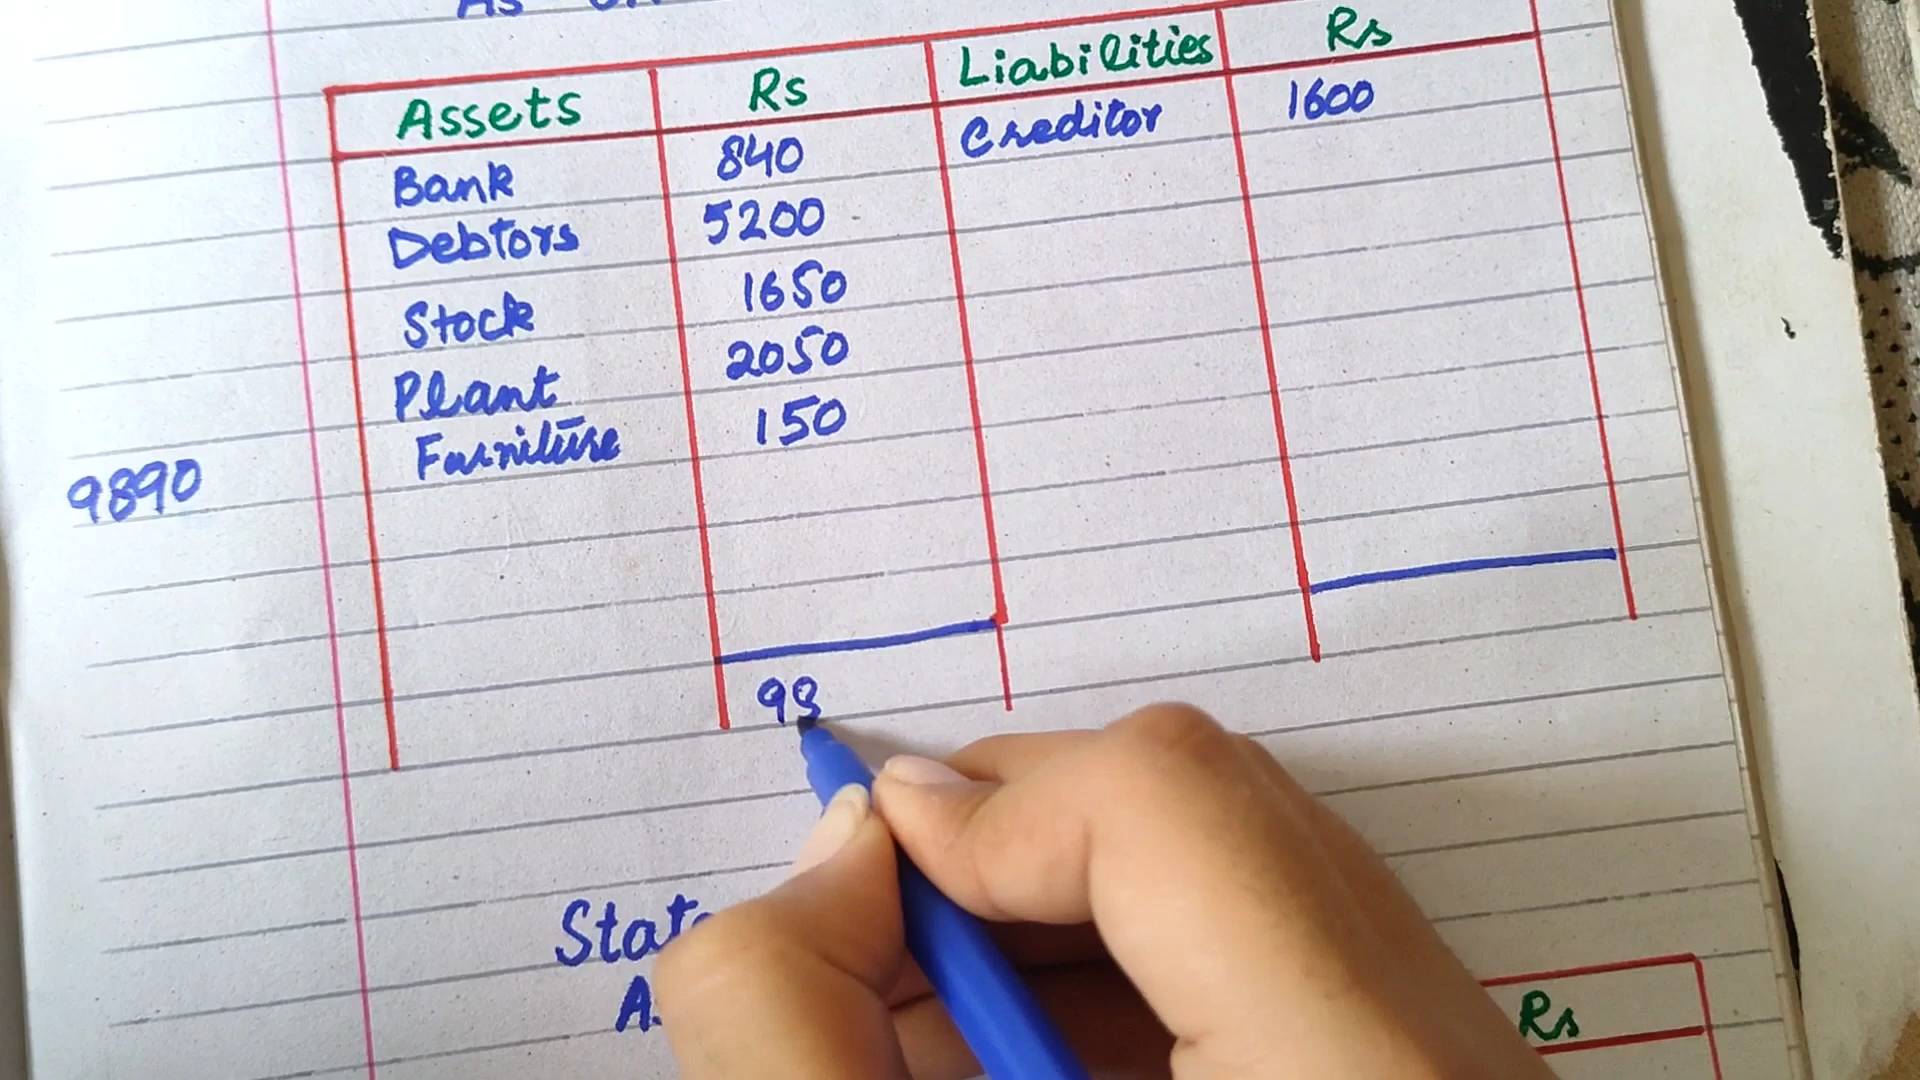 As
Assets Rs Liabilities Rs
Bank 840 Creditor 1600
Debtors 5200
Stock 1650
Plant 2050
Furniture 150
9890
98
Rs